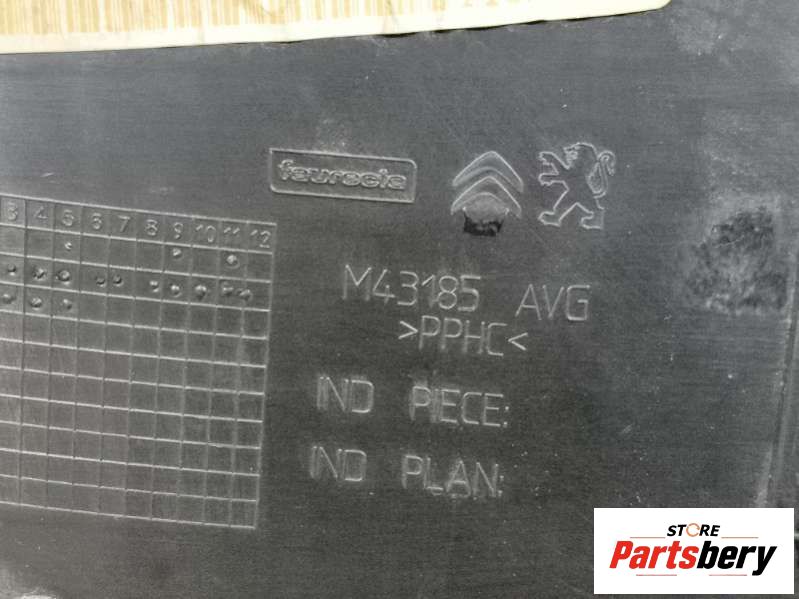 faurecia
3 4 5 6 7 8 9 10 11 12
M43185 AVG
>PPHC<
IND PIECE:
IND PLAN:
STORE
Partsbery